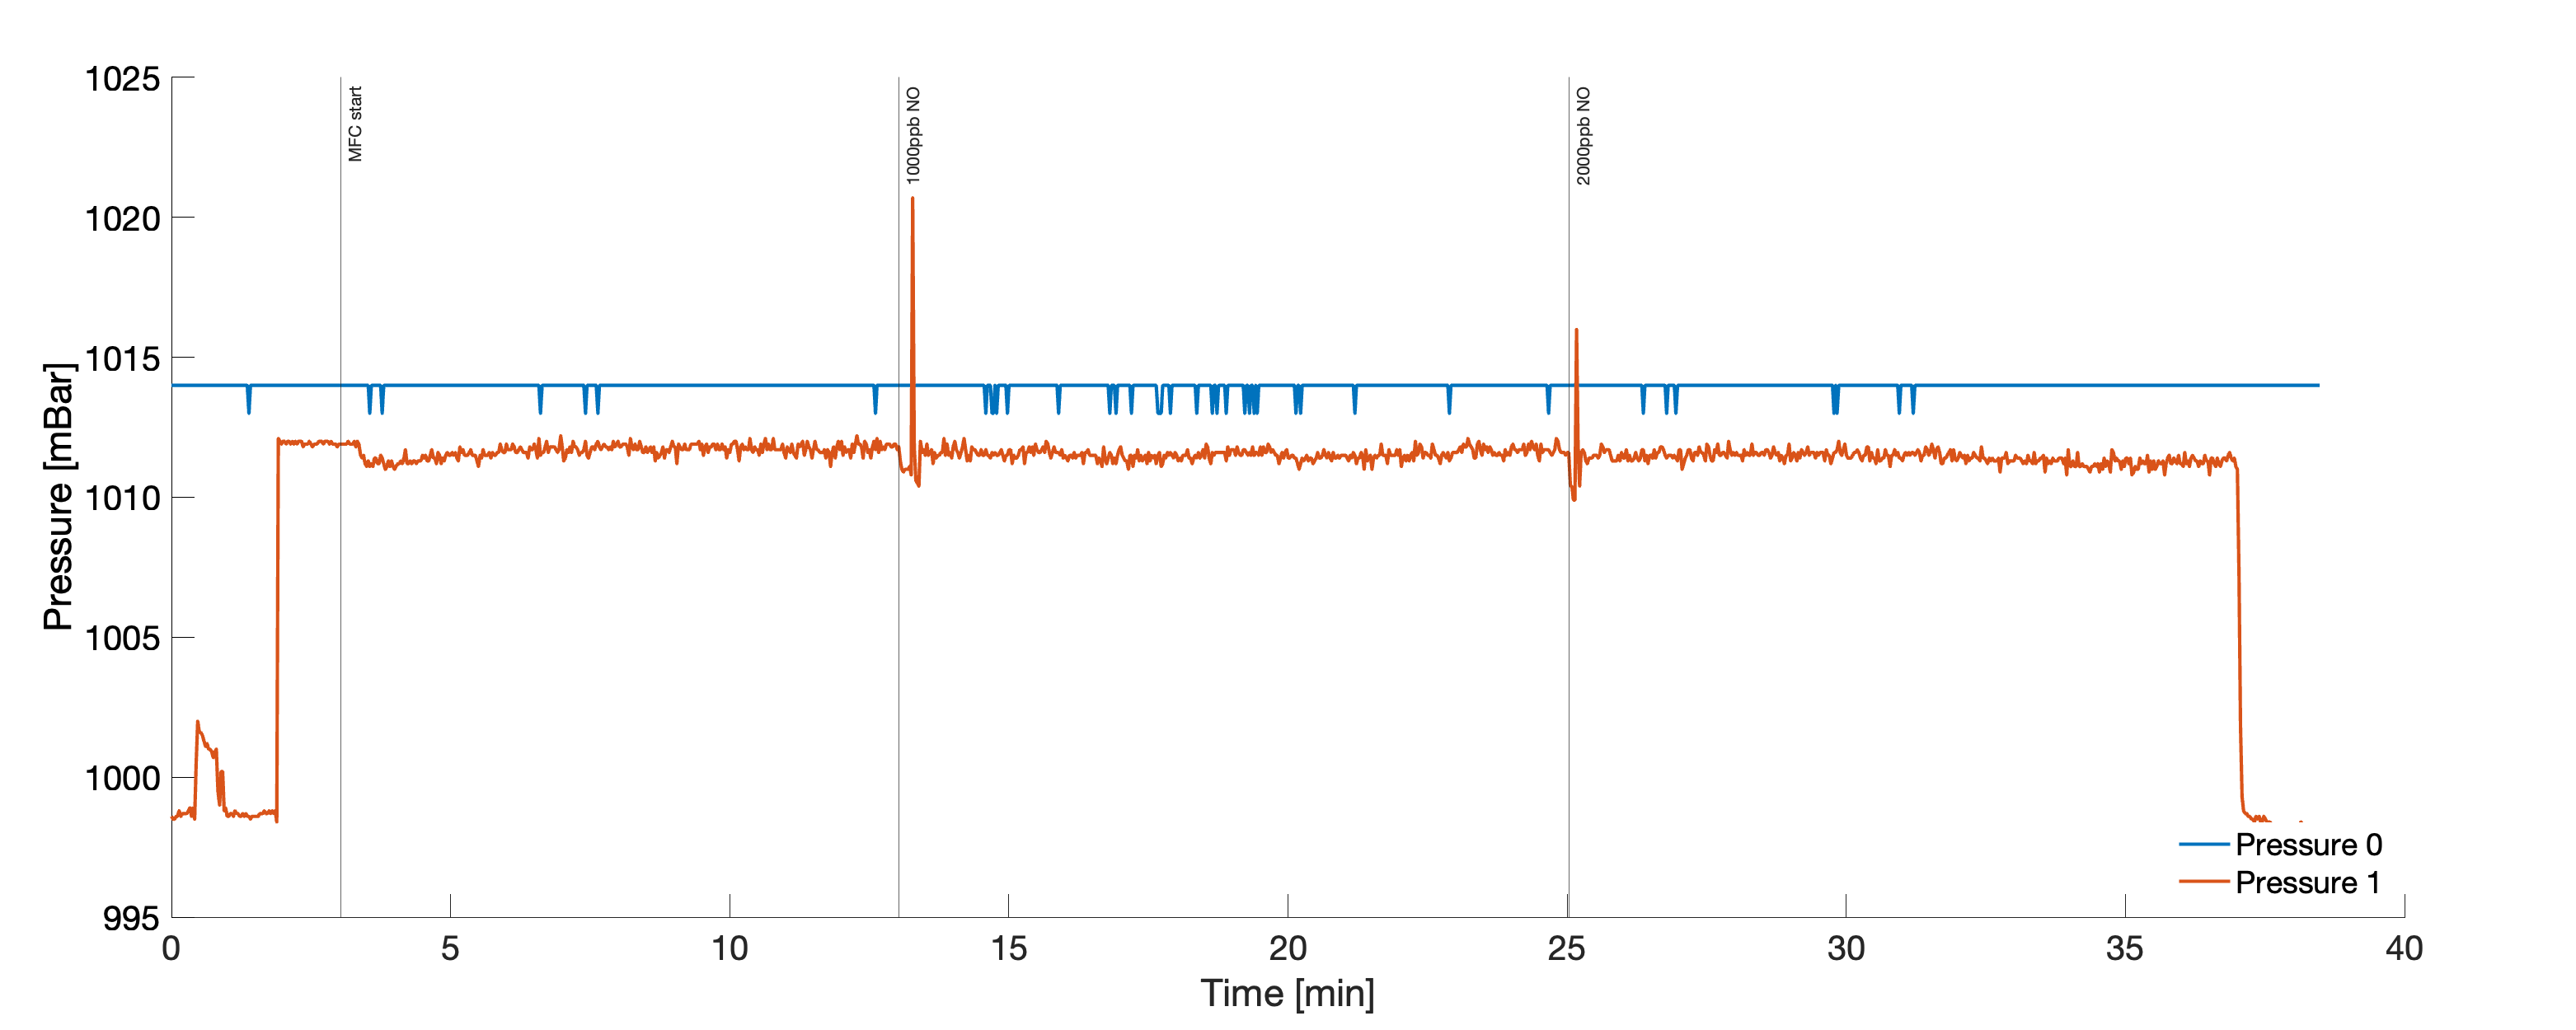 1025
1020
1015
1010
1005
1000
995
Pressure [mBar]
MFC start
1000ppb NO
2000ppb NO
Pressure 0
Pressure 1
0 5 10 15 20 25 30 35 40
Time [min]